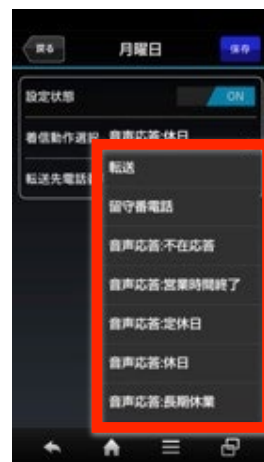 戻る 月曜日 保存
設定状態 ON
着信動作選択 音声応答:休日
転送先電話
転送
留守番電話
音声応答:不在応答
音声応答:営業時間終了
音声応答:定休日
音声応答:休日
音声応答:長期休業